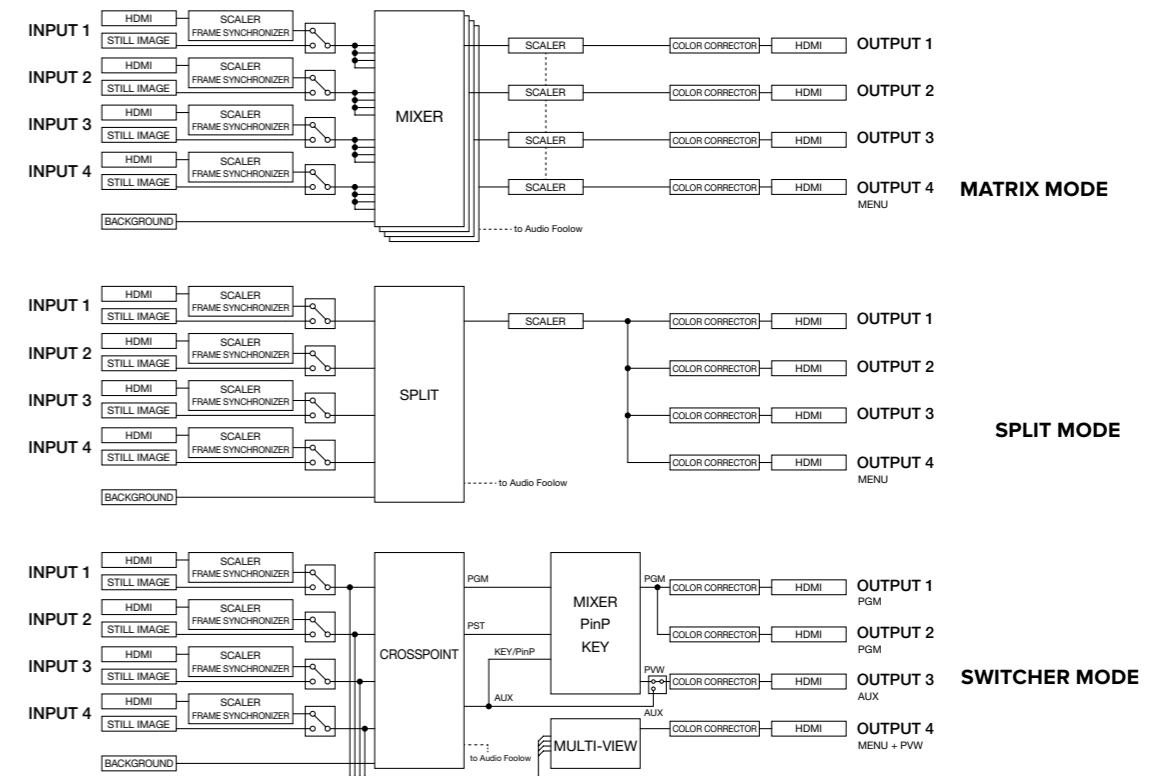 INPUT 1
HDMI
STILL IMAGE
SCALER
FRAME SYNCHRONIZER
INPUT 2
HDMI
STILL IMAGE
SCALER
FRAME SYNCHRONIZER
INPUT 3
HDMI
STILL IMAGE
SCALER
FRAME SYNCHRONIZER
INPUT 4
HDMI
STILL IMAGE
SCALER
FRAME SYNCHRONIZER
BACKGROUND
MIXER
to Audio Foolow
SCALER
COLOR CORRECTOR
HDMI
OUTPUT 1
SCALER
COLOR CORRECTOR
HDMI
OUTPUT 2
SCALER
COLOR CORRECTOR
HDMI
OUTPUT 3
SCALER
COLOR CORRECTOR
HDMI
OUTPUT 4
MENU
MATRIX MODE
INPUT 1
HDMI
STILL IMAGE
SCALER
FRAME SYNCHRONIZER
INPUT 2
HDMI
STILL IMAGE
SCALER
FRAME SYNCHRONIZER
INPUT 3
HDMI
STILL IMAGE
SCALER
FRAME SYNCHRONIZER
INPUT 4
HDMI
STILL IMAGE
SCALER
FRAME SYNCHRONIZER
BACKGROUND
SPLIT
to Audio Foolow
SCALER
COLOR CORRECTOR
HDMI
OUTPUT 1
COLOR CORRECTOR
HDMI
OUTPUT 2
COLOR CORRECTOR
HDMI
OUTPUT 3
COLOR CORRECTOR
HDMI
OUTPUT 4
MENU
SPLIT MODE
INPUT 1
HDMI
STILL IMAGE
SCALER
FRAME SYNCHRONIZER
INPUT 2
HDMI
STILL IMAGE
SCALER
FRAME SYNCHRONIZER
INPUT 3
HDMI
STILL IMAGE
SCALER
FRAME SYNCHRONIZER
INPUT 4
HDMI
STILL IMAGE
SCALER
FRAME SYNCHRONIZER
BACKGROUND
CROSSPOINT
PGM
PST
KEY/PinP
AUX
to Audio Foolow
MIXER
PinP
KEY
MULTI-VIEW
PGM
PVW
AUX
COLOR CORRECTOR
HDMI
OUTPUT 1
PGM
COLOR CORRECTOR
HDMI
OUTPUT 2
PGM
COLOR CORRECTOR
HDMI
OUTPUT 3
AUX
COLOR CORRECTOR
HDMI
OUTPUT 4
MENU + PVW
SWITCHER MODE